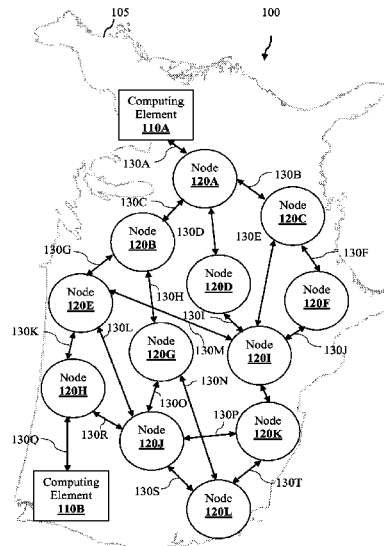 105
100
Computing
Element
110A
130A
Node
120A
130B
130C
130D
Node
120B
Node
120C
130E
130F
130G
130H
Node
120D
Node
120E
Node
120F
130I
130K
130L
Node
120G
130M
Node
120I
130J
130N
Node
120H
130O
130P
130Q
130R
Node
120J
Node
120K
Computing
Element
110B
130S
Node
120L
130T